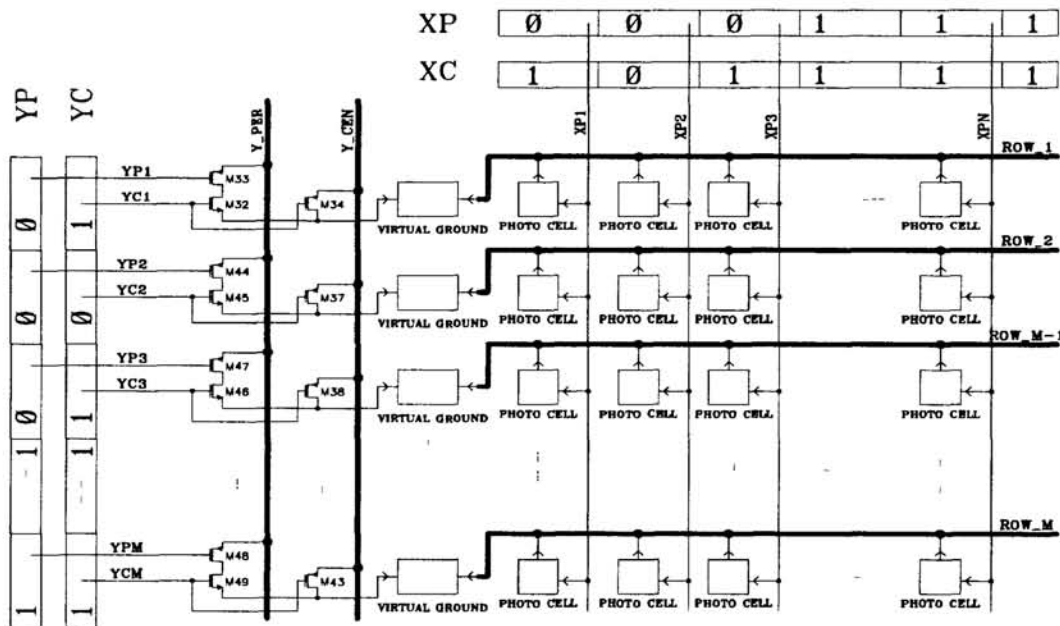 XP Ø Ø Ø 1 1 1
XC 1 Ø 1 1 1 1
YP YC
Y_PER Y_CEN XP1 XP2 XP3 XPN
ROW_1
YP1 M33
YC1 M32 M34
Ø 1
VIRTUAL GROUND PHOTO CELL PHOTO CELL PHOTO CELL PHOTO CELL
ROW_2
YP2 M44
YC2 M45 M37
Ø Ø
VIRTUAL GROUND PHOTO CELL PHOTO CELL PHOTO CELL PHOTO CELL
ROW_M-1
YP3 M47
YC3 M46 M38
Ø 1
VIRTUAL GROUND PHOTO CELL PHOTO CELL PHOTO CELL PHOTO CELL
1 1
ROW_M
YPM M48
YCM M49 M43
1 1
VIRTUAL GROUND PHOTO CELL PHOTO CELL PHOTO CELL PHOTO CELL